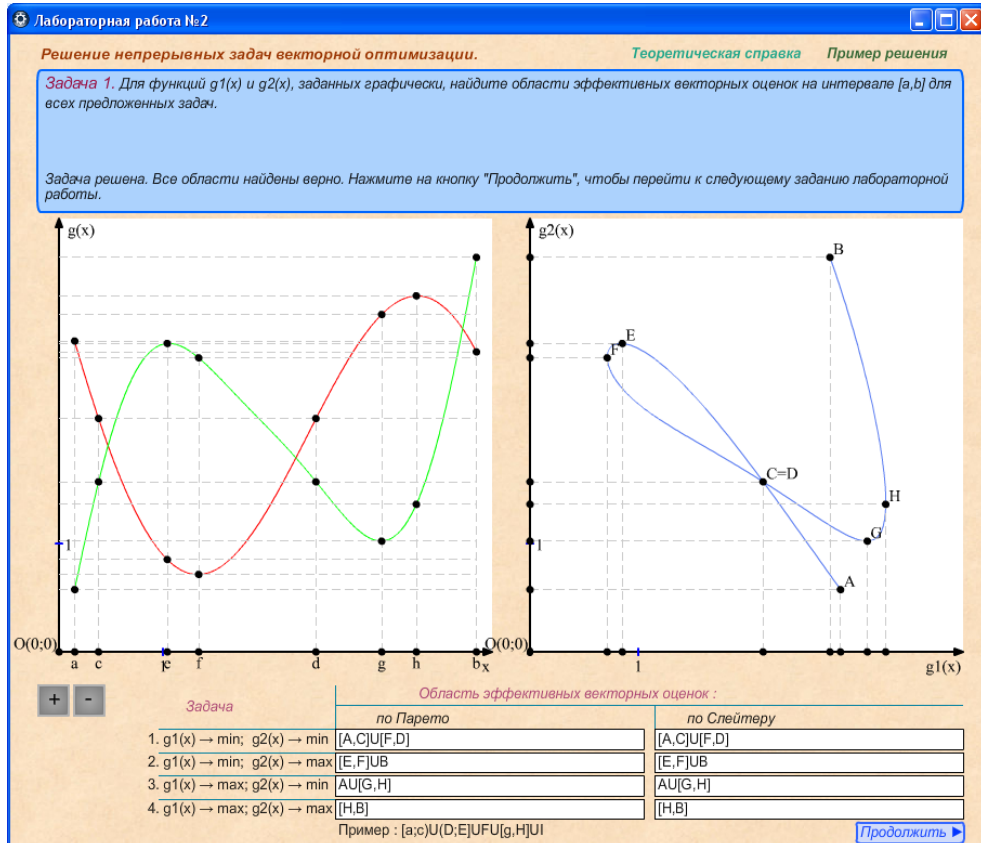 Лабораторная работа №2
Решение непрерывных задач векторной оптимизации. Теоретическая справка Пример решения
Задача 1. Для функций g1(x) и g2(x), заданных графически, найдите области эффективных векторных оценок на интервале [a,b] для
всех предложенных задач.
Задача решена. Все области найдены верно. Нажмите на кнопку "Продолжить", чтобы перейти к следующему заданию лабораторной
работы.
g(x)
1
O(0;0)
a c 1 e f d g h b x
g2(x)
B
E
F
C=D
H
G
1
A
O(0;0)
1 g1(x)
+ -
Задача
Область эффективных векторных оценок :
по Парето по Слейтеру
1. g1(x) → min; g2(x) → min [A,C]U[F,D] [A,C]U[F,D]
2. g1(x) → min; g2(x) → max [E,F]UB [E,F]UB
3. g1(x) → max; g2(x) → min AU[G,H] AU[G,H]
4. g1(x) → max; g2(x) → max [H,B] [H,B]
Пример : [a;c)U(D;E]UFU[g,H]UI
Продолжить